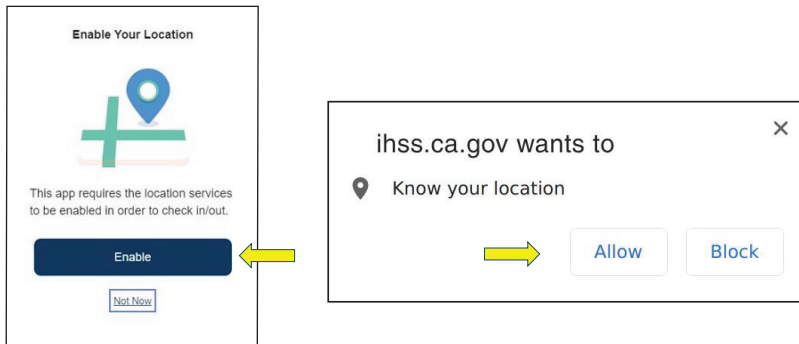 Enable Your Location
This app requires the location services
to be enabled in order to check in/out.
Enable
Not Now
ihss.ca.gov wants to
Know your location
Allow
Block